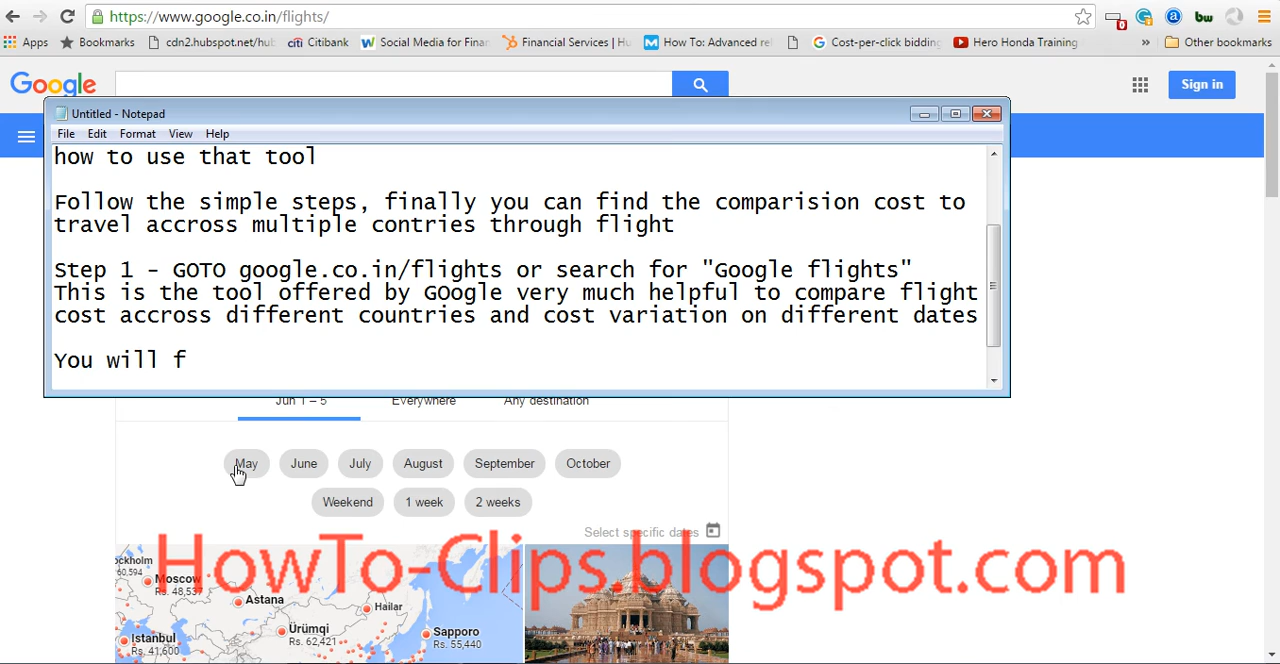 https://www.google.co.in/flights/
Apps
Bookmarks
cdn2.hubspot.net/hub
citi Citibank
Social Media for Finan
Financial Services | Hu
How To: Advanced re
Cost-per-click bidding
Hero Honda Training
»
Other bookmarks
Google
Sign in
Untitled - Notepad
File Edit Format View Help
how to use that tool
Follow the simple steps, finally you can find the comparision cost to
travel accross multiple contries through flight
Step 1 - GOTO google.co.in/flights or search for "Google flights"
This is the tool offered by GOogle very much helpful to compare flight
cost accross different countries and cost variation on different dates
You will f
Jun 1 – 5 Everywhere Any destination
May June July August September October
Weekend 1 week 2 weeks
Select specific dates
HowTo-Clips.blogspot.com
ockholm
60,594
Moscow
Rs. 48,537
Astana
Hailar
Ürümqi
Rs. 62,421
Sapporo
Rs. 55,440
Istanbul
Rs. 41,600